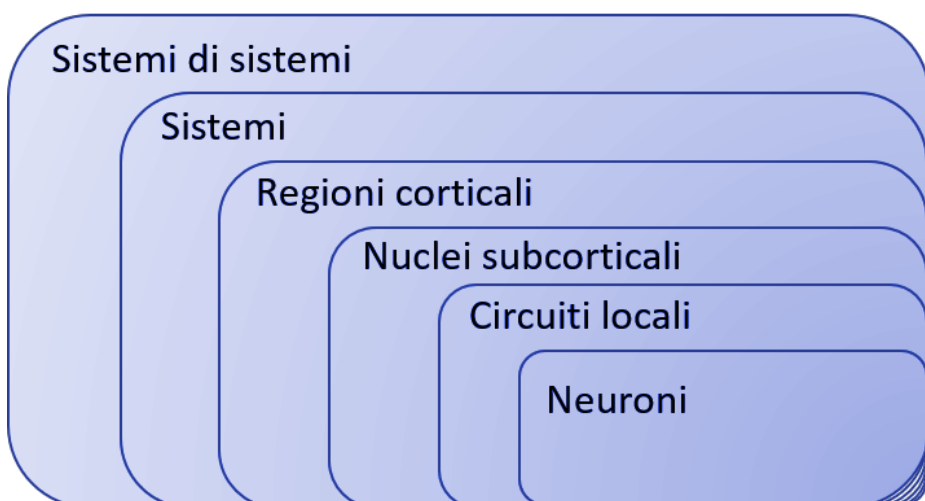 Sistemi di sistemi
Sistemi
Regioni corticali
Nuclei subcorticali
Circuiti locali
Neuroni